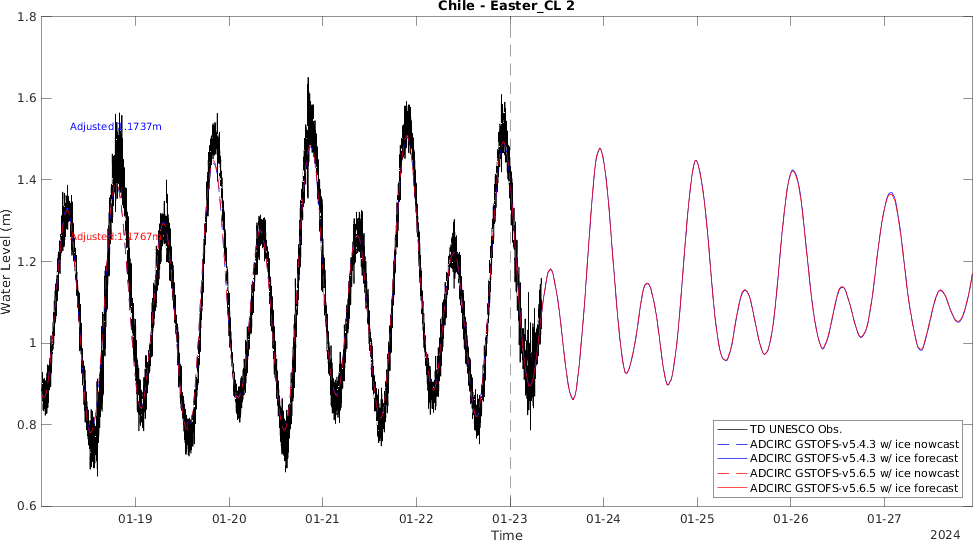 Chile - Easter_CL 2
1.8
1.6
1.4
1.2
1
0.8
0.6
Water Level (m)
Adjusted:1.1737m
Adjusted:1.1767m
TD UNESCO Obs.
ADCIRC GSTOFS-v5.4.3 w/ ice nowcast
ADCIRC GSTOFS-v5.4.3 w/ ice forecast
ADCIRC GSTOFS-v5.6.5 w/ ice nowcast
ADCIRC GSTOFS-v5.6.5 w/ ice forecast
01-19 01-20 01-21 01-22 01-23 01-24 01-25 01-26 01-27
Time
2024